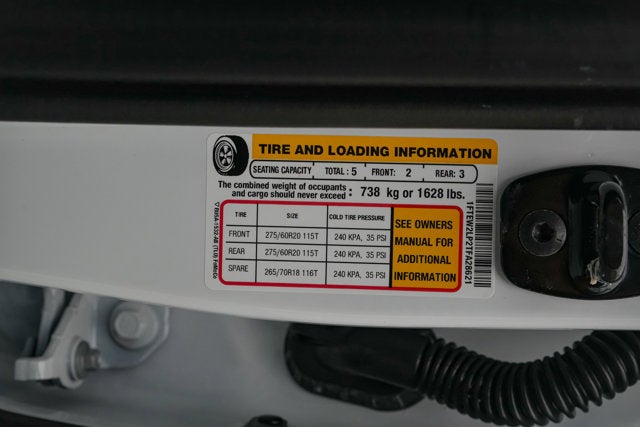 TIRE AND LOADING INFORMATION
SEATING CAPACITY TOTAL : 5 FRONT: 2 REAR: 3
The combined weight of occupants
and cargo should never exceed : 738 kg or 1628 lbs.
TIRE SIZE COLD TIRE PRESSURE
FRONT 275/60R20 115T 240 KPA, 35 PSI
REAR 275/60R20 115T 240 KPA, 35 PSI
SPARE 265/70R18 116T 240 KPA, 35 PSI
SEE OWNERS
MANUAL FOR
ADDITIONAL
INFORMATION
1FTEW2LP2TFA28621